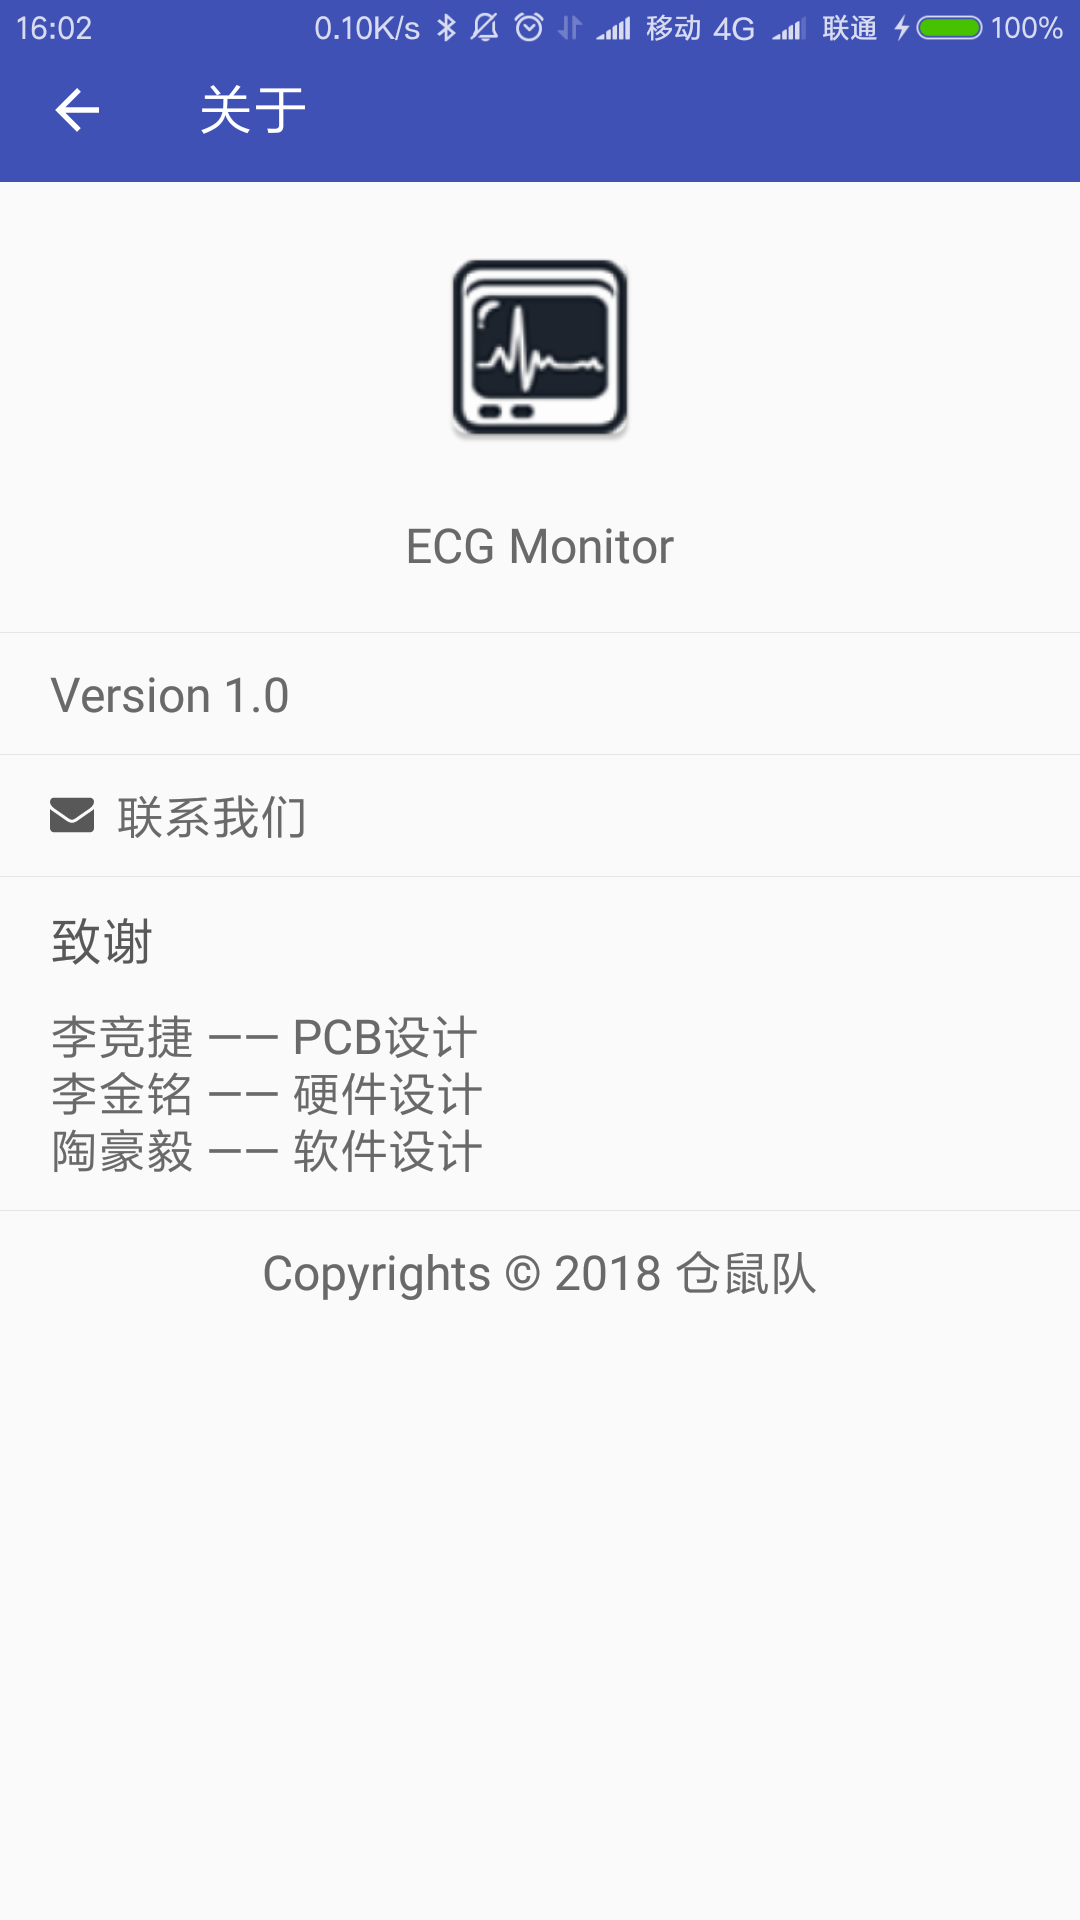 16:02 0.10K/s 移动 4G 联通 100%
关于
ECG Monitor
Version 1.0
联系我们
致谢
李竞捷 —— PCB设计
李金铭 —— 硬件设计
陶豪毅 —— 软件设计
Copyrights © 2018 仓鼠队